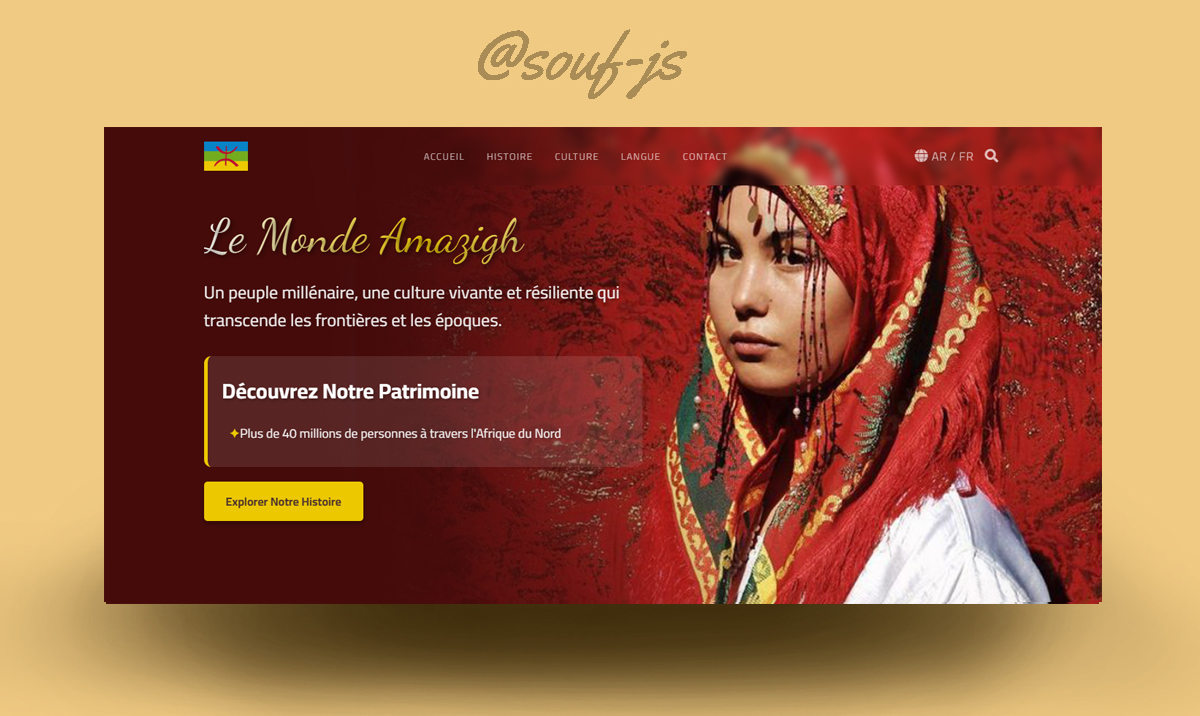 @souf-js
ACCUEIL HISTOIRE CULTURE LANGUE CONTACT AR / FR
Le Monde Amazigh
Un peuple millénaire, une culture vivante et résiliente qui
transcende les frontières et les époques.
Découvrez Notre Patrimoine
✦Plus de 40 millions de personnes à travers l'Afrique du Nord
Explorer Notre Histoire